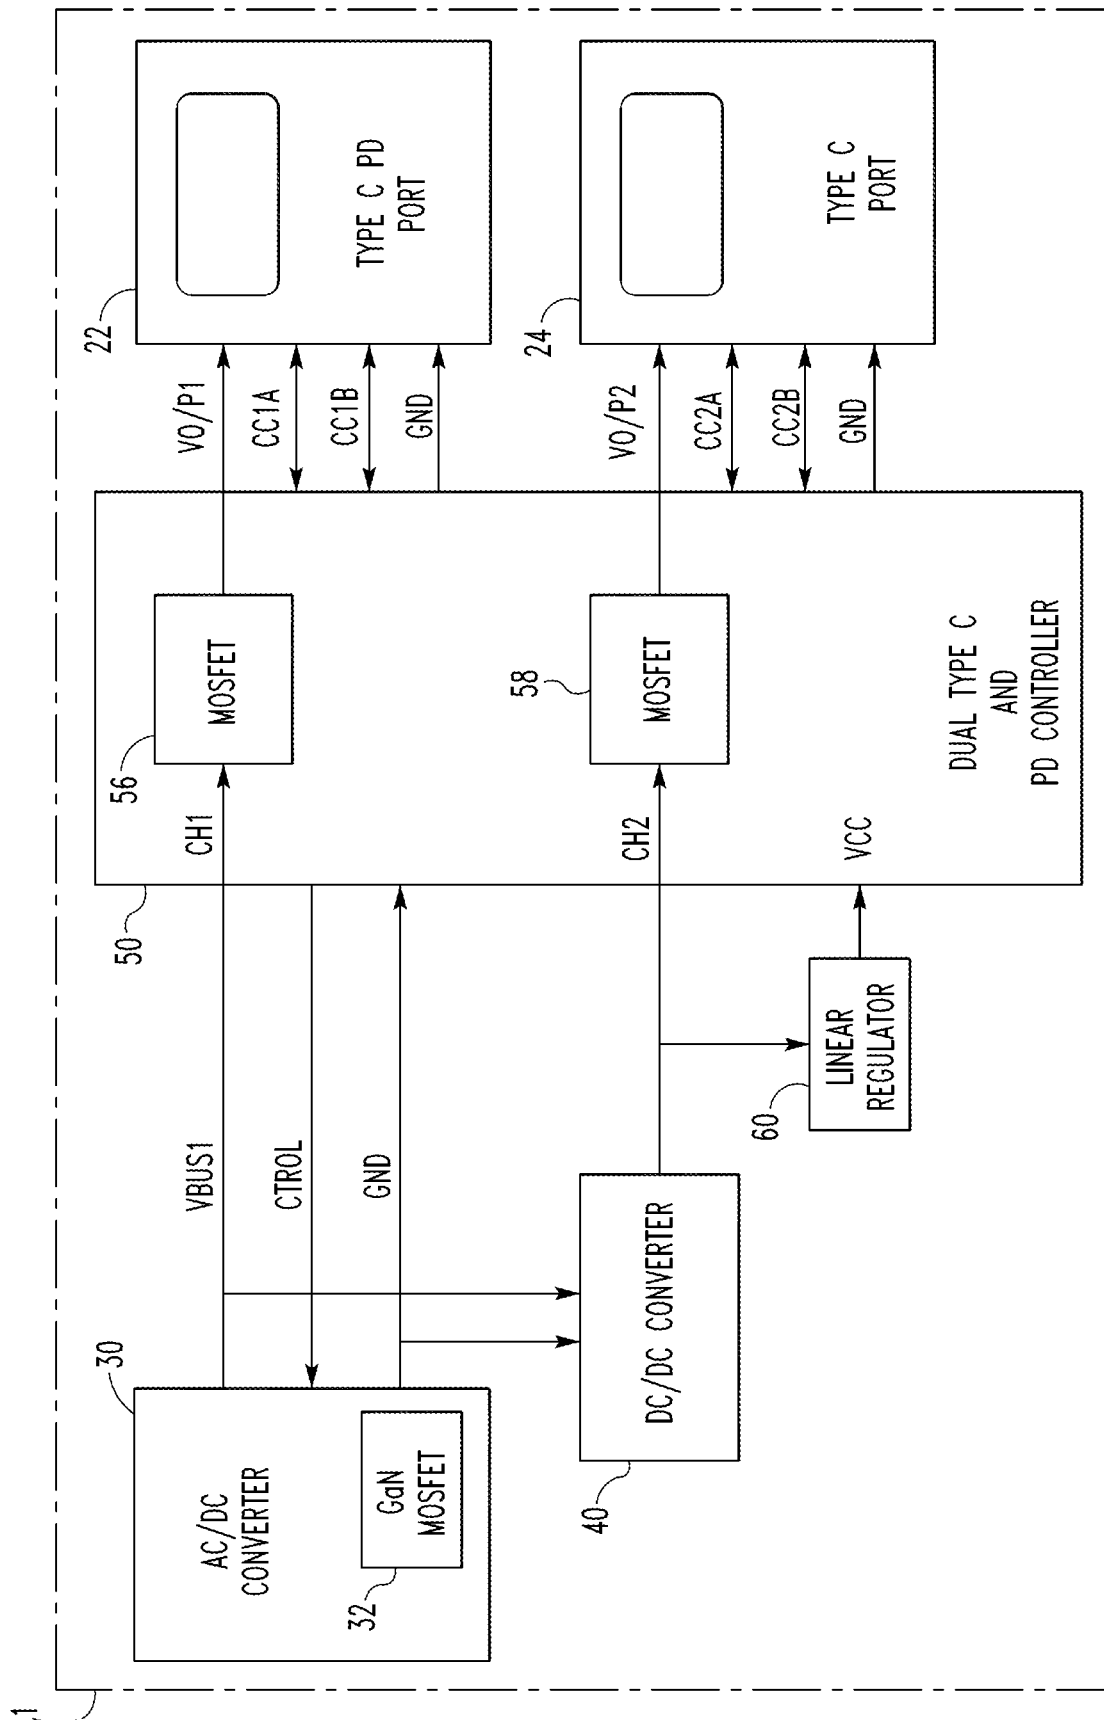 30
AC/DC
CONVERTER
32
GaN
MOSFET
VBUS1
CTROL
GND
50
CH1
56
MOSFET
VO/P1
CC1A
CC1B
GND
22
TYPE C PD
PORT
40
DC/DC CONVERTER
60
LINEAR
REGULATOR
CH2
VCC
58
MOSFET
DUAL TYPE C
AND
PD CONTROLLER
VO/P2
CC2A
CC2B
GND
24
TYPE C
PORT